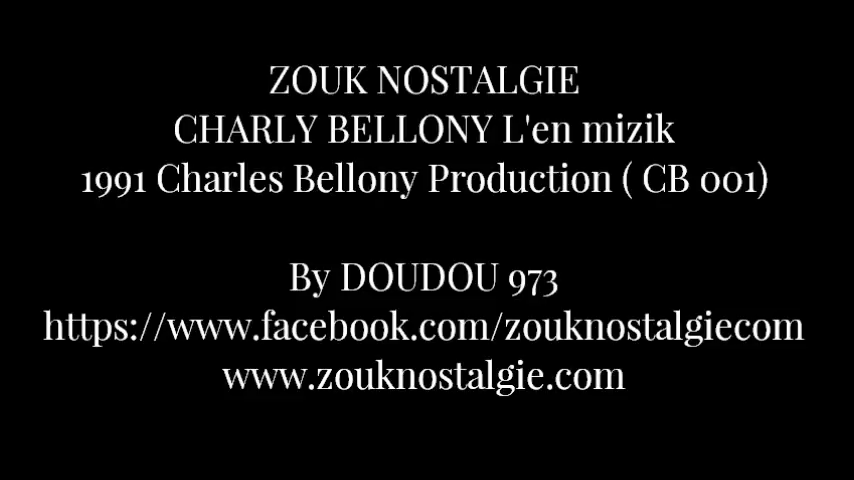 ZOUK NOSTALGIE
CHARLY BELLONY L'en mizik
1991 Charles Bellony Production ( CB 001)
By DOUDOU 973
https://www.facebook.com/zouknostalgiecom
www.zouknostalgie.com